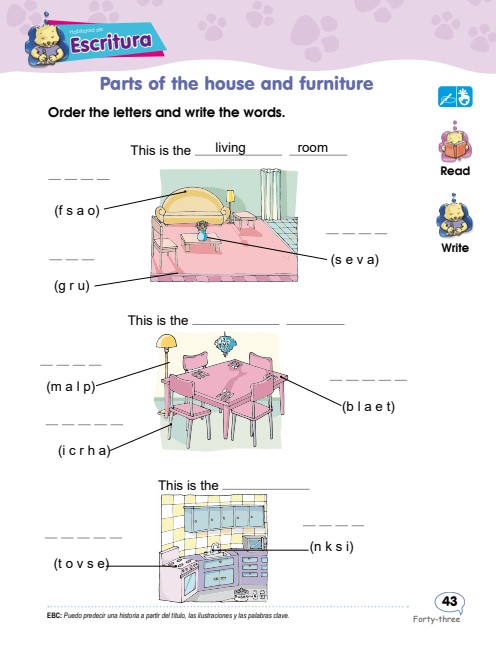 Habilidad de
Escritura
Parts of the house and furniture
Order the letters and write the words.
This is the living room
Read
Write
_ _ _ _
(f s a o)
_ _ _ _
(s e v a)
_ _ _
(g r u)
This is the ________ ________
_ _ _ _
(m a l p)
_ _ _ _ _
(b l a e t)
_ _ _ _ _
(i c r h a)
This is the ________
_ _ _ _
(n k s i)
_ _ _ _ _
(t o v s e)
EBC: Puedo predecir una historia a partir del título, las ilustraciones y las palabras clave.
43
Forty-three